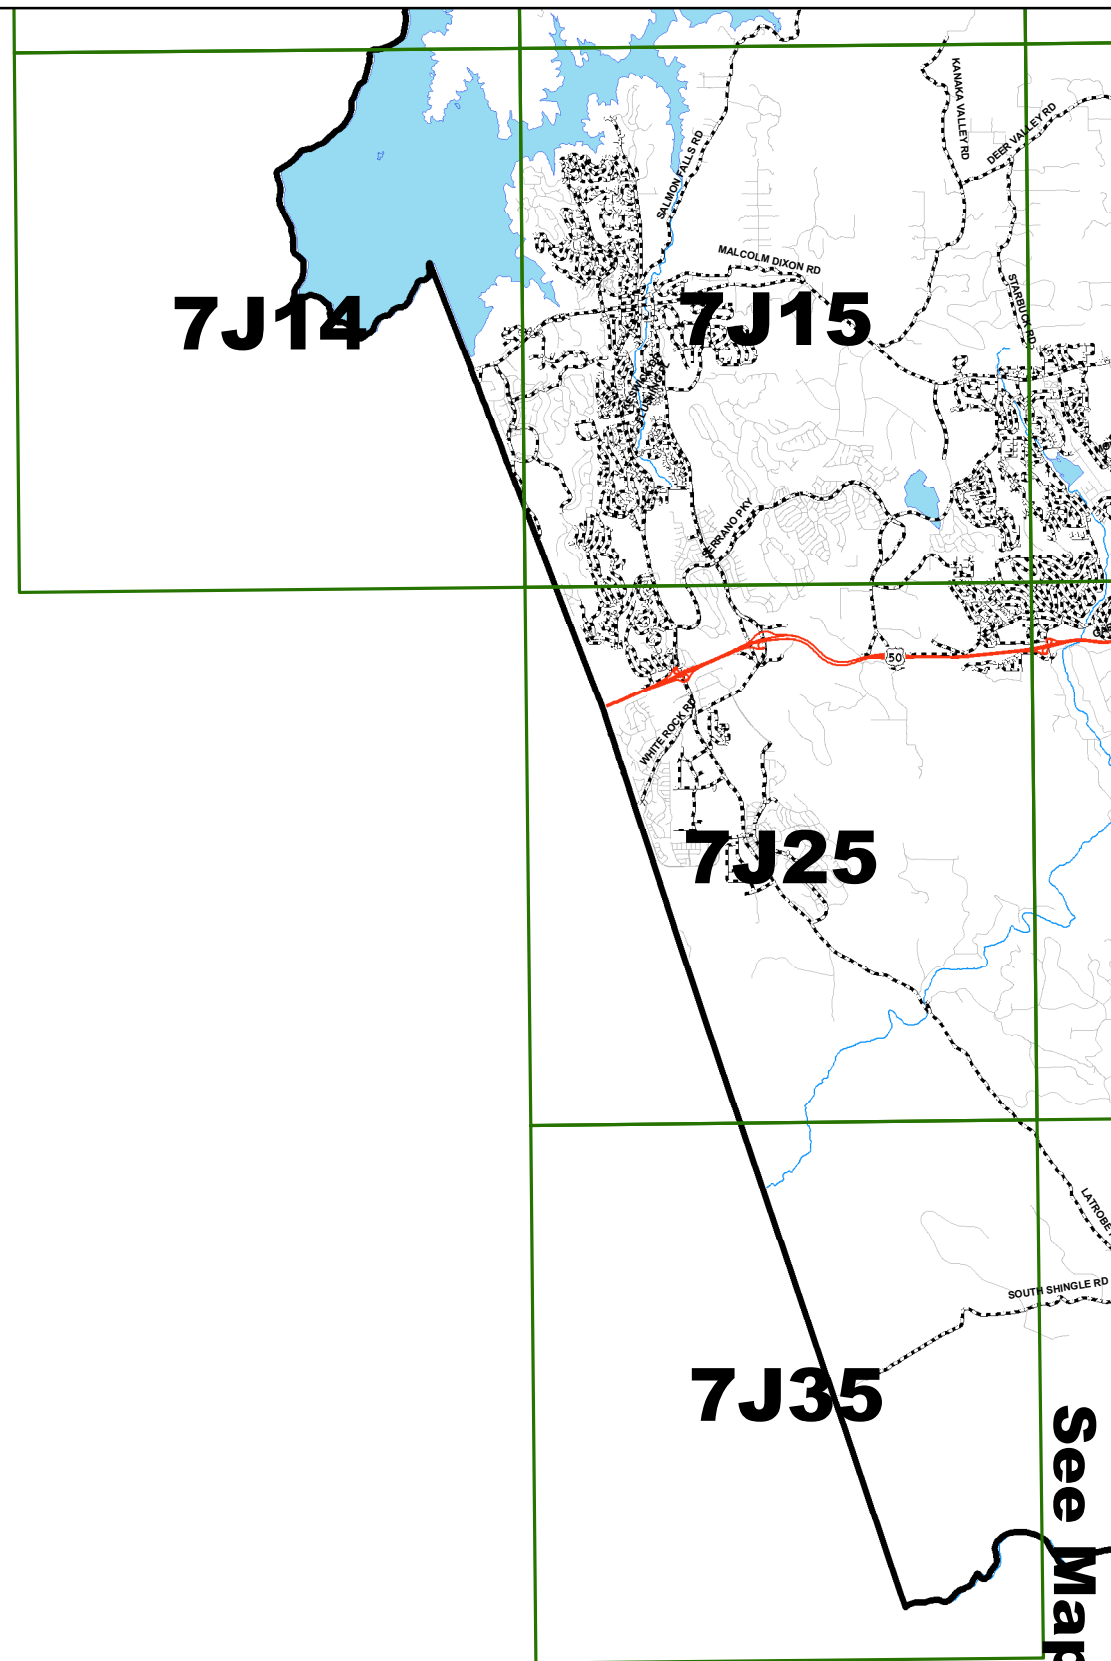 KANAKA VALLEY RD
DEER VALLEY RD
SALMON FALLS RD
MALCOLM DIXON RD
7J14
7J15
STARBUCK RD
SERRANO PKY
50
WHITE ROCK RD
7J25
LATROBE
SOUTH SHINGLE RD
7J35
See Map